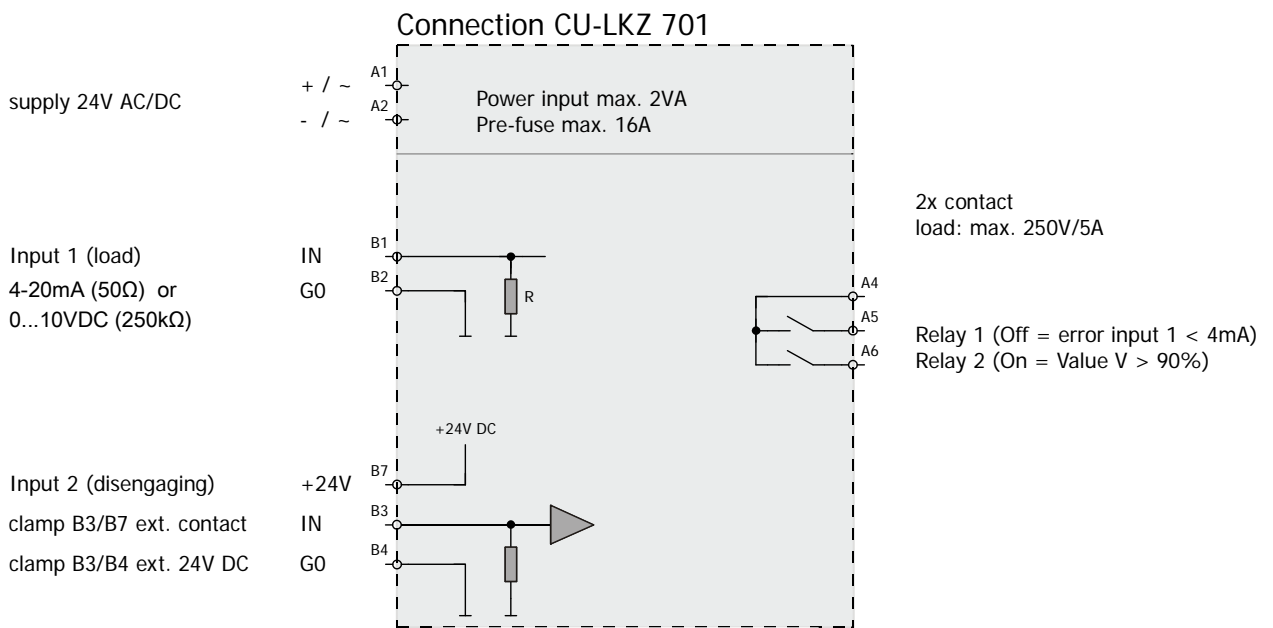 Connection CU-LKZ 701
supply 24V AC/DC
+ / ~
A1
- / ~
A2
Power input max. 2VA
Pre-fuse max. 16A
2x contact
load: max. 250V/5A
Input 1 (load)
IN
B1
4-20mA (50Ω) or
G0
B2
R
0...10VDC (250kΩ)
A4
A5
A6
Relay 1 (Off = error input 1 < 4mA)
Relay 2 (On = Value V > 90%)
+24V DC
Input 2 (disengaging)
+24V
B7
clamp B3/B7 ext. contact
IN
B3
clamp B3/B4 ext. 24V DC
G0
B4